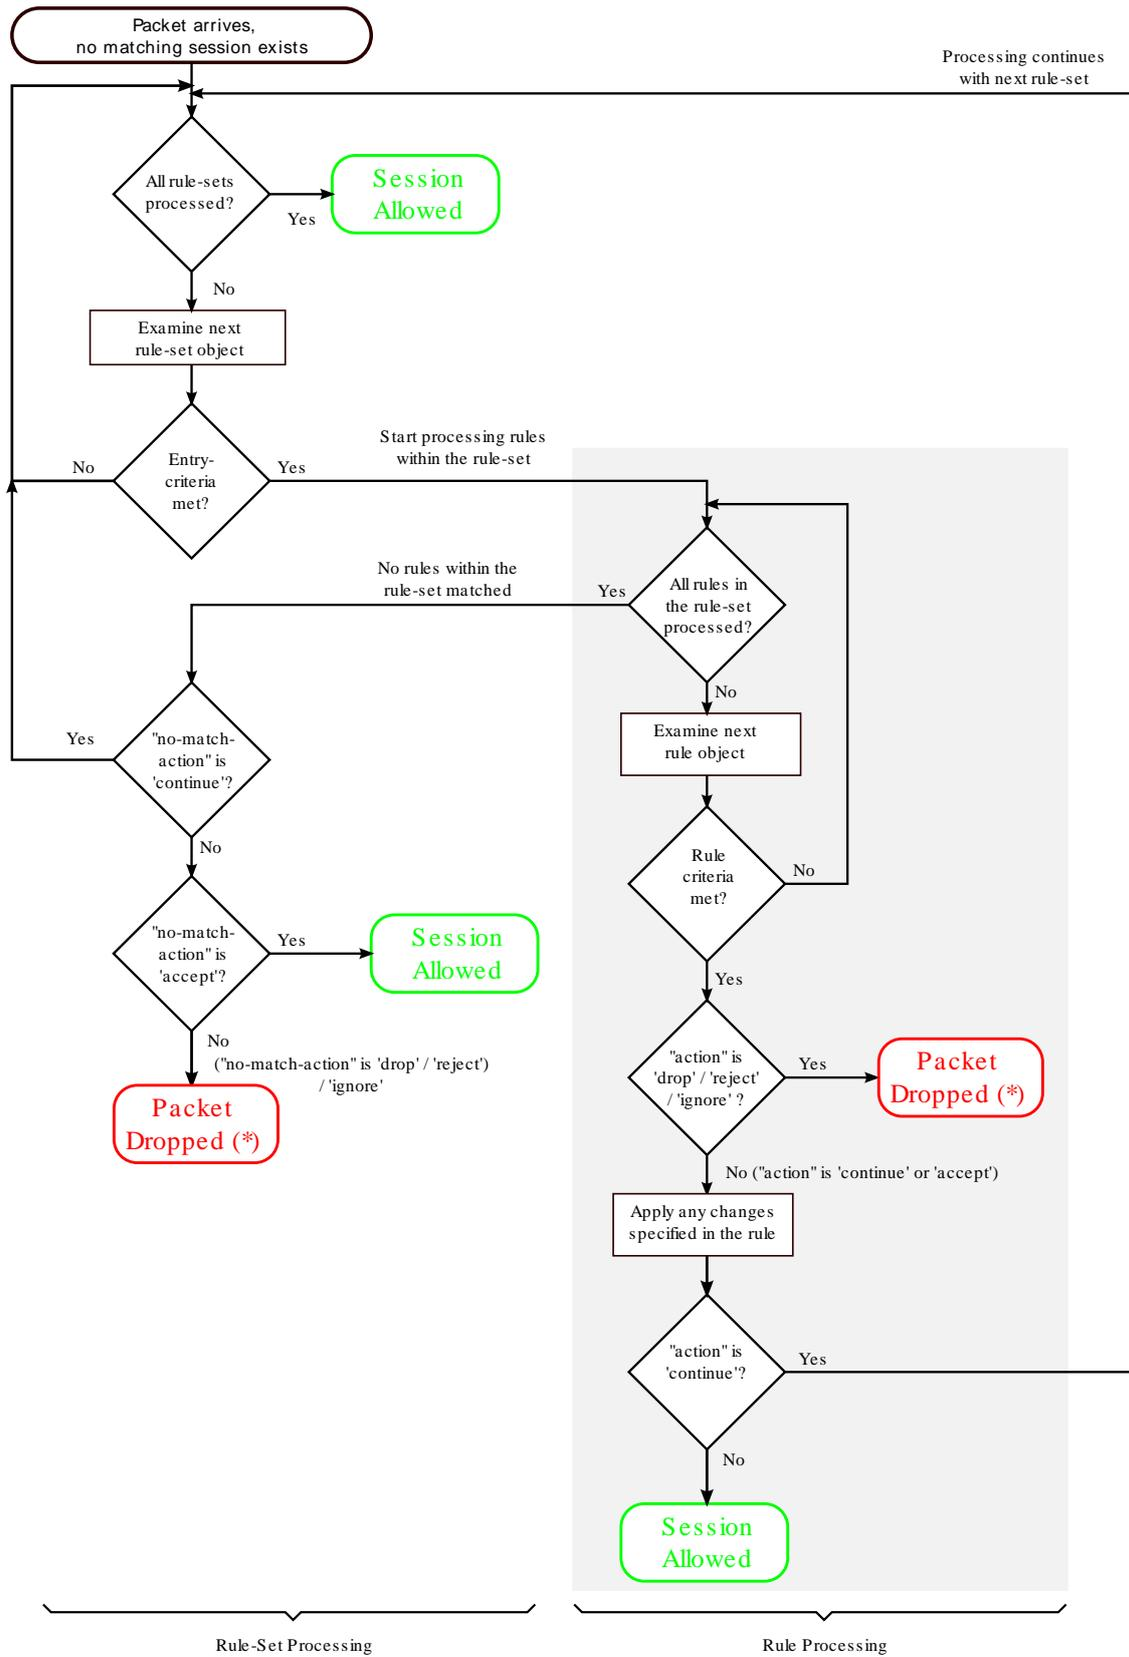 Packet arrives,
no matching session exists
Processing continues
with next rule-set
All rule-sets
processed?
Yes
Session
Allowed
No
Examine next
rule-set object
Entry-
criteria
met?
No
Yes
Start processing rules
within the rule-set
All rules in
the rule-set
processed?
Yes
No rules within the
rule-set matched
No
Examine next
rule object
"no-match-
action" is
'continue'?
Yes
No
Rule
criteria
met?
No
Yes
"no-match-
action" is
'accept'?
Yes
Session
Allowed
No
("no-match-action" is 'drop' / 'reject')
/ 'ignore'
Packet
Dropped (*)
"action" is
'drop' / 'reject'
/ 'ignore' ?
Yes
Packet
Dropped (*)
No ("action" is 'continue' or 'accept')
Apply any changes
specified in the rule
"action" is
'continue'?
Yes
No
Session
Allowed
Rule-Set Processing
Rule Processing